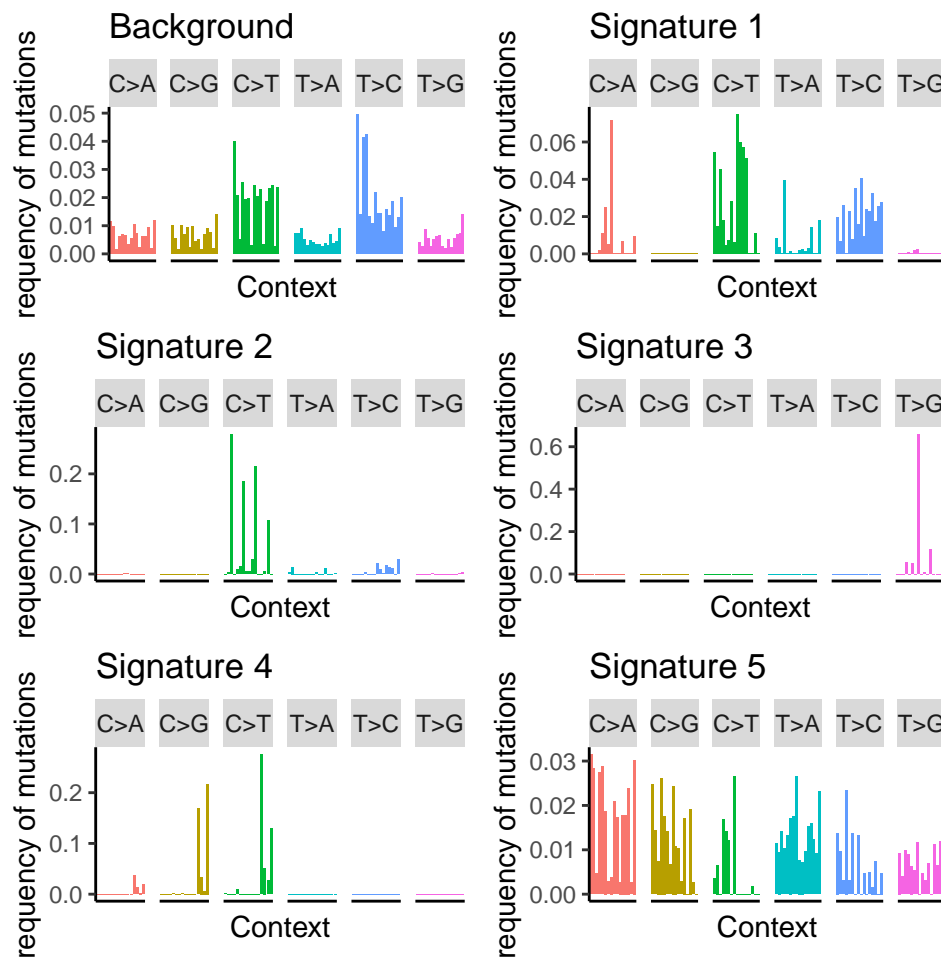 Background
C>A C>G C>T T>A T>C T>G
requency of mutations
0.05
0.04
0.03
0.02
0.01
0.00
Context
Signature 1
C>A C>G C>T T>A T>C T>G
requency of mutations
0.06
0.04
0.02
0.00
Context
Signature 2
C>A C>G C>T T>A T>C T>G
requency of mutations
0.2
0.1
0.0
Context
Signature 3
C>A C>G C>T T>A T>C T>G
requency of mutations
0.6
0.4
0.2
0.0
Context
Signature 4
C>A C>G C>T T>A T>C T>G
requency of mutations
0.2
0.1
0.0
Context
Signature 5
C>A C>G C>T T>A T>C T>G
requency of mutations
0.03
0.02
0.01
0.00
Context